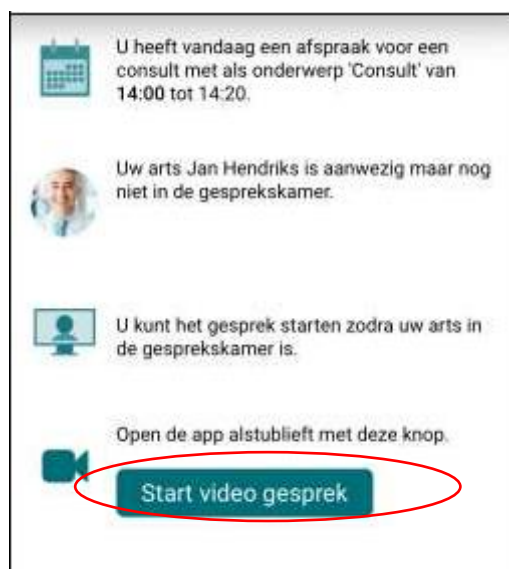 U heeft vandaag een afspraak voor een
consult met als onderwerp 'Consult' van
14:00 tot 14:20.
Uw arts Jan Hendriks is aanwezig maar nog
niet in de gesprekskamer.
U kunt het gesprek starten zodra uw arts in
de gesprekskamer is.
Open de app alstublieft met deze knop.
Start video gesprek